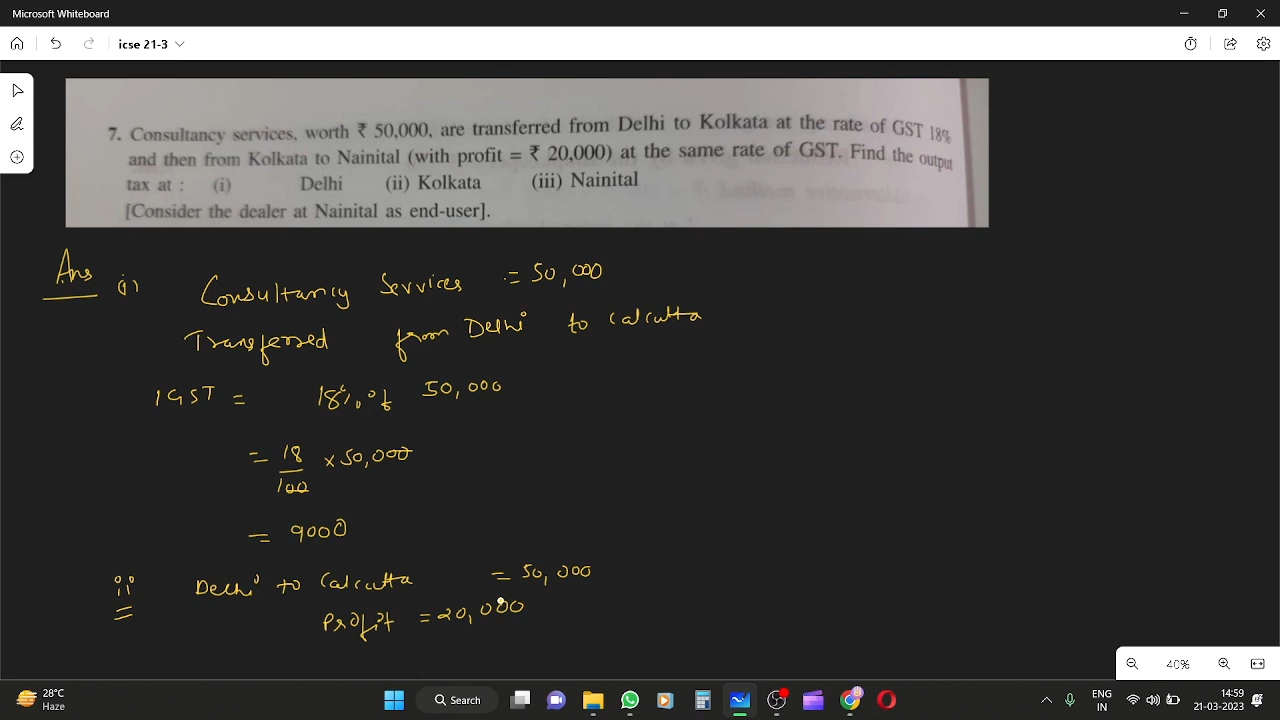 Microsoft Whiteboard
icse 21-3
7. Consultancy services, worth ₹ 50,000, are transferred from Delhi to Kolkata at the rate of GST 18%
and then from Kolkata to Nainital (with profit = ₹ 20,000) at the same rate of GST. Find the output
tax at : (i) Delhi (ii) Kolkata (iii) Nainital
[Consider the dealer at Nainital as end-user].
Ans (i) Consultancy Services = 50,000
Transferred from Delhi to Calcutta
IGST = 18% of 50,000
= 18/100 × 50,000
= 9000
ii Delhi to Calcutta = 50,000
Profit = 20,000
40%
28°C
Haze
Search
ENG
IN
14:59
21-03-2023